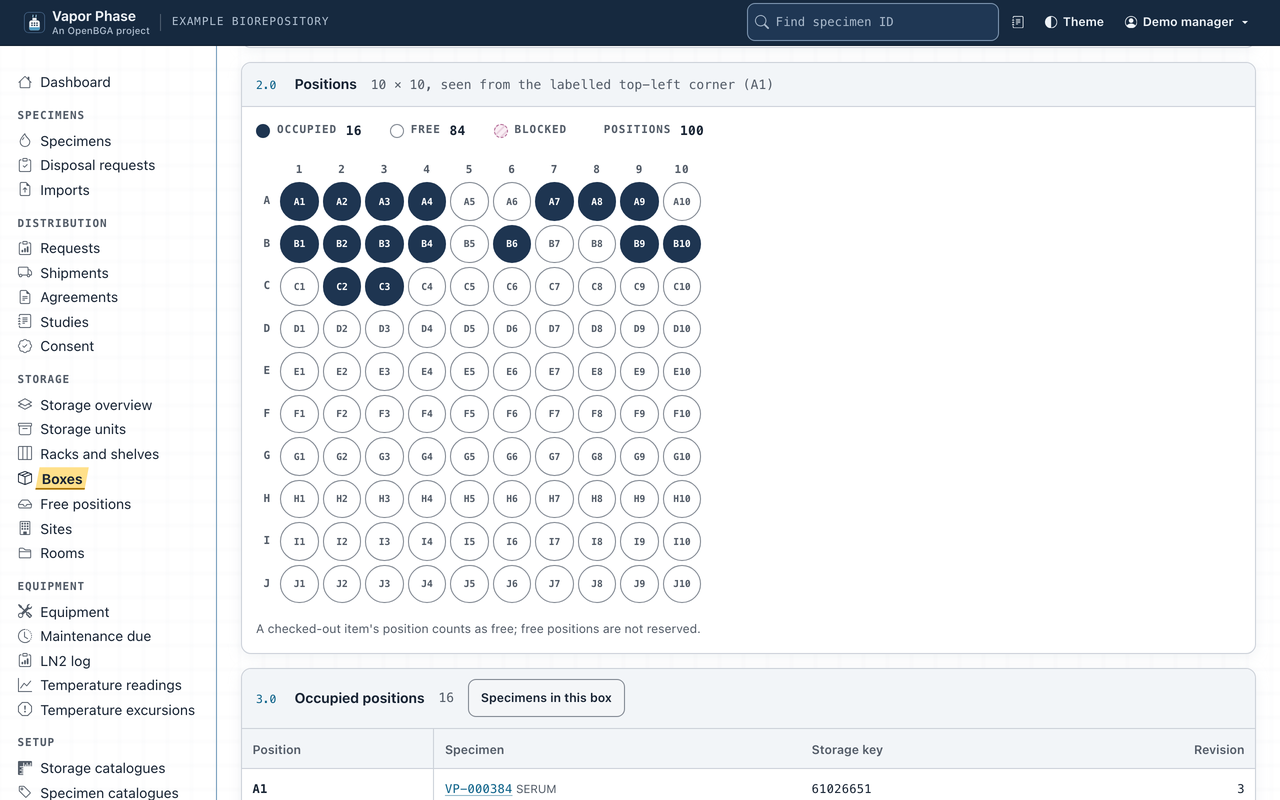 Vapor Phase
An OpenBGA project
EXAMPLE BIOREPOSITORY
Find specimen ID
Theme
Demo manager
Dashboard
SPECIMENS
Specimens
Disposal requests
Imports
DISTRIBUTION
Requests
Shipments
Agreements
Studies
Consent
STORAGE
Storage overview
Storage units
Racks and shelves
Boxes
Free positions
Sites
Rooms
EQUIPMENT
Equipment
Maintenance due
LN2 log
Temperature readings
Temperature excursions
SETUP
Storage catalogues
Specimen catalogues
2.0 Positions 10 × 10, seen from the labelled top-left corner (A1)
OCCUPIED 16 FREE 84 BLOCKED POSITIONS 100
1 2 3 4 5 6 7 8 9 10
A A1 A2 A3 A4 A5 A6 A7 A8 A9 A10
B B1 B2 B3 B4 B5 B6 B7 B8 B9 B10
C C1 C2 C3 C4 C5 C6 C7 C8 C9 C10
D D1 D2 D3 D4 D5 D6 D7 D8 D9 D10
E E1 E2 E3 E4 E5 E6 E7 E8 E9 E10
F F1 F2 F3 F4 F5 F6 F7 F8 F9 F10
G G1 G2 G3 G4 G5 G6 G7 G8 G9 G10
H H1 H2 H3 H4 H5 H6 H7 H8 H9 H10
I I1 I2 I3 I4 I5 I6 I7 I8 I9 I10
J J1 J2 J3 J4 J5 J6 J7 J8 J9 J10
A checked-out item's position counts as free; free positions are not reserved.
3.0 Occupied positions 16 Specimens in this box
Position Specimen Storage key Revision
A1 VP-000384 SERUM 61026651 3